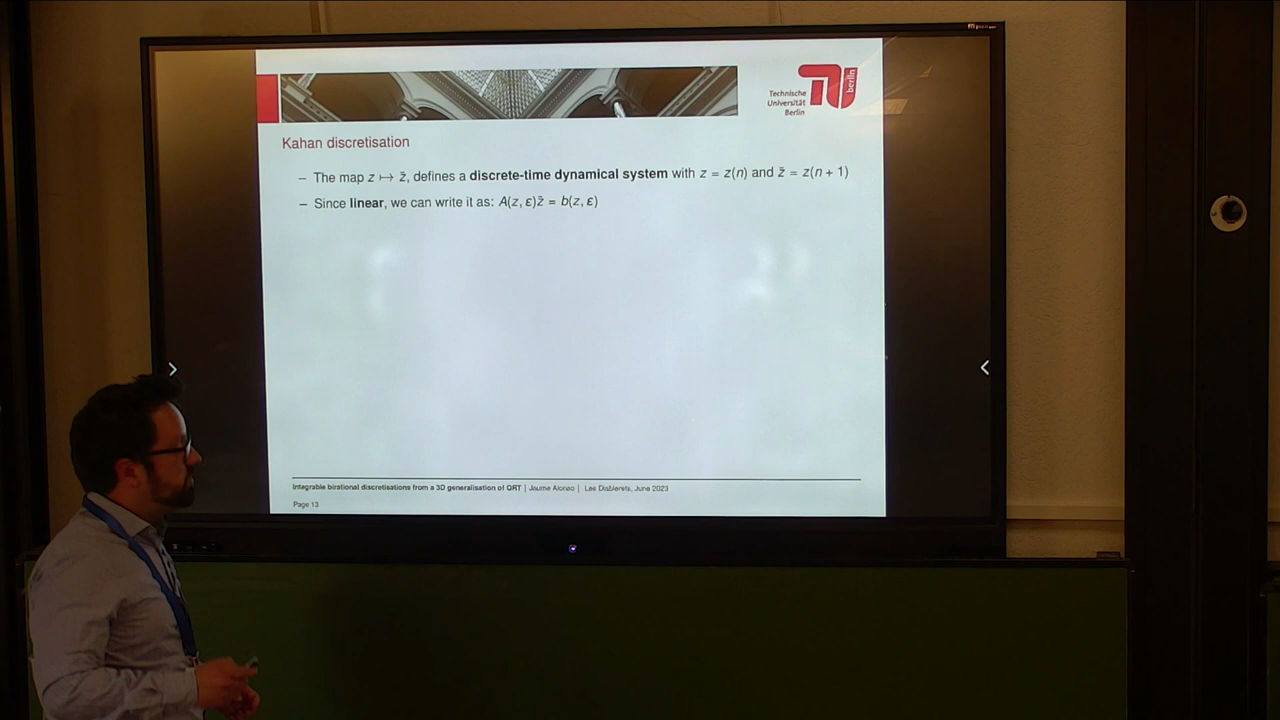 Technische
Universität
Berlin
berlin
Kahan discretisation
– The map z ↦ z̃, defines a discrete-time dynamical system with z = z(n) and z̃ = z(n + 1)
– Since linear, we can write it as: A(z, ε)z̃ = b(z, ε)
Integrable birational discretisations from a 3D generalisation of QRT | Jaume Alonso | Les Diablerets, June 2023
Page 13